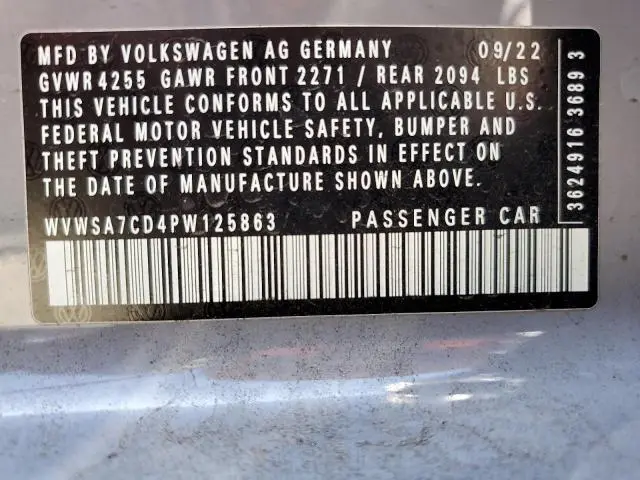 MFD BY VOLKSWAGEN AG GERMANY 09/22
GVWR 4255 GAWR FRONT 2271 / REAR 2094 LBS
THIS VEHICLE CONFORMS TO ALL APPLICABLE U.S.
FEDERAL MOTOR VEHICLE SAFETY, BUMPER AND
THEFT PREVENTION STANDARDS IN EFFECT ON
THE DATE OF MANUFACTURE SHOWN ABOVE.
WVWSA7CD4PW125863 PASSENGER CAR
3624916 3689 3